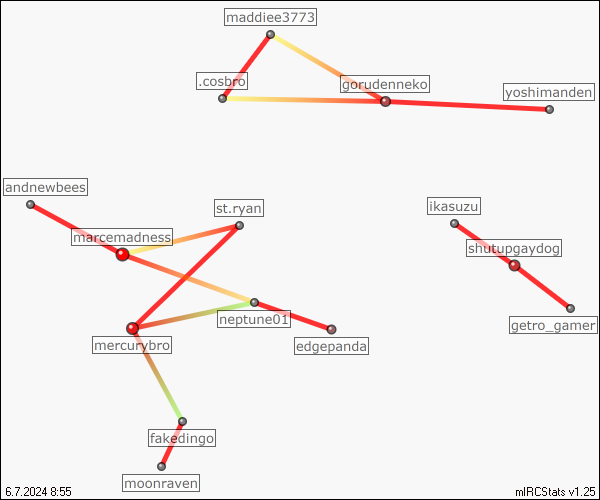 maddiee3773
.cosbro
gorudenneko
yoshimanden
andnewbees
st.ryan
ikasuzu
marcemadness
shutupgaydog
neptune01
getro_gamer
mercurybro
edgepanda
fakedingo
moonraven
6.7.2024 8:55
mIRCStats v1.25